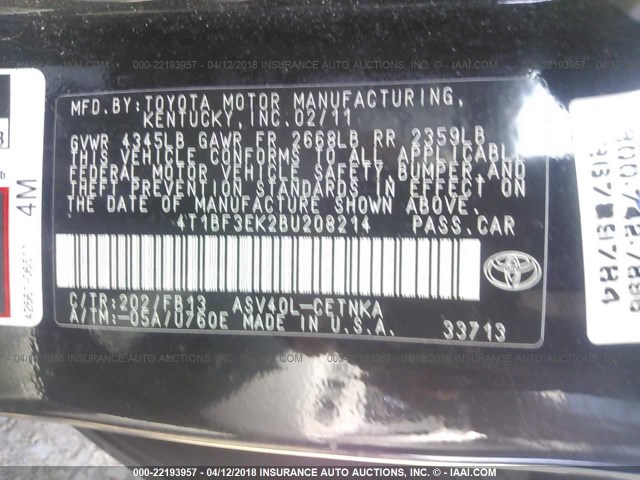 000-22193957 - 04/12/2018 INSURANCE AUTO AUCTIONS, INC. - © IAAI.COM
MFD.BY:TOYOTA MOTOR MANUFACTURING,
KENTUCKY, INC.02/11
GVWR 4345LB GAWR FR 2668LB RR 2359LB
THIS VEHICLE CONFORMS TO ALL APPLICABLE
FEDERAL MOTOR VEHICLE SAFETY,BUMPER,AND
THEFT PREVENTION STANDARDS IN EFFECT ON
THE DATE OF MANUFACTURE SHOWN ABOVE.
4T1BF3EK2BU208214 PASS.CAR
C/TR:202/FB13 ASV40L-CETNKA
A/TM:-05A/U760E MADE IN U.S.A. 33713
4M
000-22193957 - 04/12/2018 INSURANCE AUTO AUCTIONS, INC. - © IAAI.COM